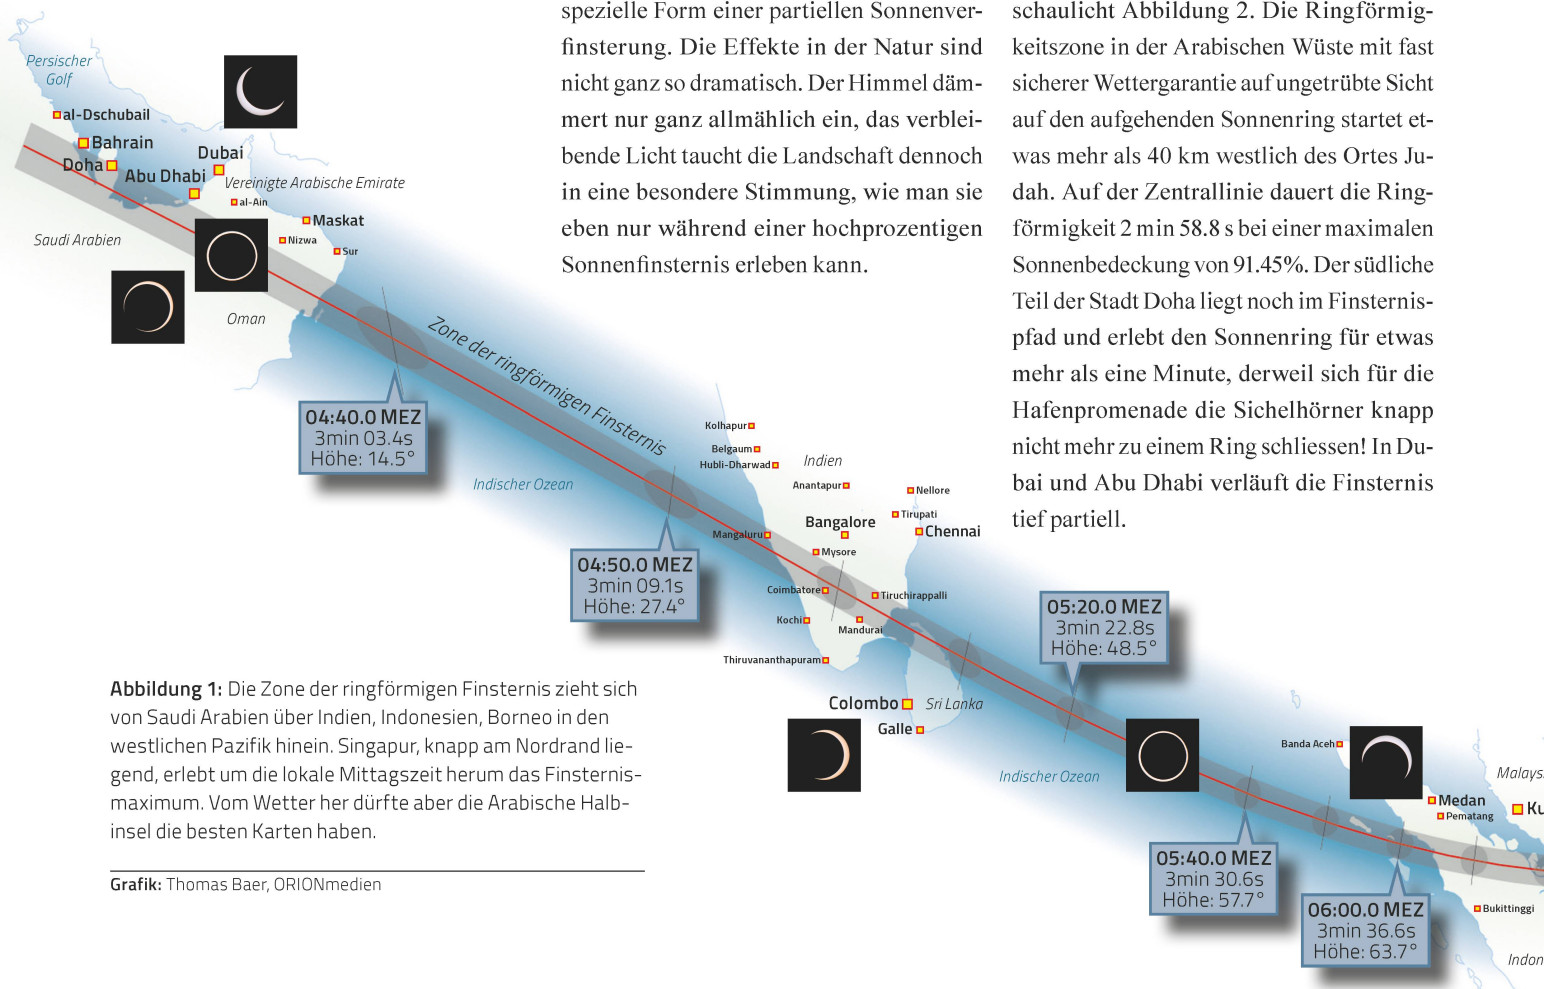 spezielle Form einer partiellen Sonnenver-
finsterung. Die Effekte in der Natur sind
nicht ganz so dramatisch. Der Himmel däm-
mert nur ganz allmählich ein, das verblei-
bende Licht taucht die Landschaft dennoch
in eine besondere Stimmung, wie man sie
eben nur während einer hochprozentigen
Sonnenfinsternis erleben kann.
schaulicht Abbildung 2. Die Ringförmig-
keitszone in der Arabischen Wüste mit fast
sicherer Wettergarantie auf ungetrübte Sicht
auf den aufgehenden Sonnenring startet et-
was mehr als 40 km westlich des Ortes Ju-
dah. Auf der Zentrallinie dauert die Ring-
förmigkeit 2 min 58.8 s bei einer maximalen
Sonnenbedeckung von 91.45%. Der südliche
Teil der Stadt Doha liegt noch im Finsternis-
pfad und erlebt den Sonnenring für etwas
mehr als eine Minute, derweil sich für die
Hafenpromenade die Sichelhörner knapp
nicht mehr zu einem Ring schliessen! In Du-
bai und Abu Dhabi verläuft die Finsternis
tief partiell.
Persischer
Golf
al-Dschubail
Bahrain
Doha
Dubai
Abu Dhabi
Vereinigte Arabische Emirate
al-Ain
Maskat
Nizwa
Sur
Saudi Arabien
Oman
Zone der ringförmigen Finsternis
04:40.0 MEZ
3min 03.4s
Höhe: 14.5°
Indischer Ozean
04:50.0 MEZ
3min 09.1s
Höhe: 27.4°
Kolhapur
Belgaum
Hubli-Dharwad
Indien
Anantapur
Nellore
Tirupati
Bangalore
Chennai
Mangaluru
Mysore
Coimbatore
Tiruchirappalli
Kochi
Mandurai
Thiruvananthapuram
Colombo
Sri Lanka
Galle
05:20.0 MEZ
3min 22.8s
Höhe: 48.5°
Indischer Ozean
Banda Aceh
Malays
Medan
Pematang
Ku
05:40.0 MEZ
3min 30.6s
Höhe: 57.7°
06:00.0 MEZ
3min 36.6s
Höhe: 63.7°
Bukittinggi
Indon
Abbildung 1: Die Zone der ringförmigen Finsternis zieht sich
von Saudi Arabien über Indien, Indonesien, Borneo in den
westlichen Pazifik hinein. Singapur, knapp am Nordrand lie-
gend, erlebt um die lokale Mittagszeit herum das Finsternis-
maximum. Vom Wetter her dürfte aber die Arabische Halb-
insel die besten Karten haben.
Grafik: Thomas Baer, ORIONmedien